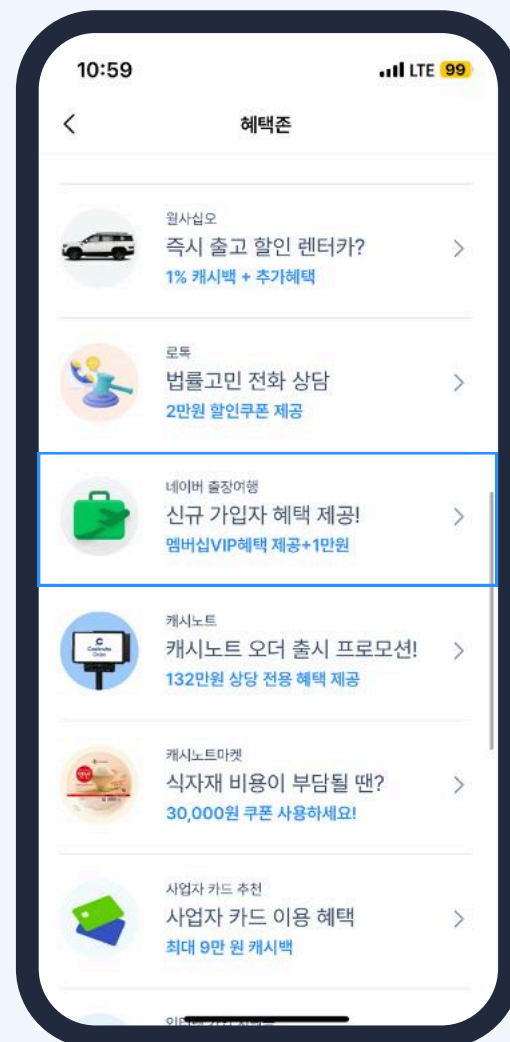 10:59
LTE 99
혜택존
원사십오
즉시 출고 할인 렌터카?
1% 캐시백 + 추가혜택
로톡
법률고민 전화 상담
2만원 할인쿠폰 제공
네이버 출장여행
신규 가입자 혜택 제공!
멤버십VIP혜택 제공+1만원
캐시노트
캐시노트 오더 출시 프로모션!
132만원 상당 전용 혜택 제공
캐시노트마켓
식자재 비용이 부담될 땐?
30,000원 쿠폰 사용하세요!
사업자 카드 추천
사업자 카드 이용 혜택
최대 9만 원 캐시백